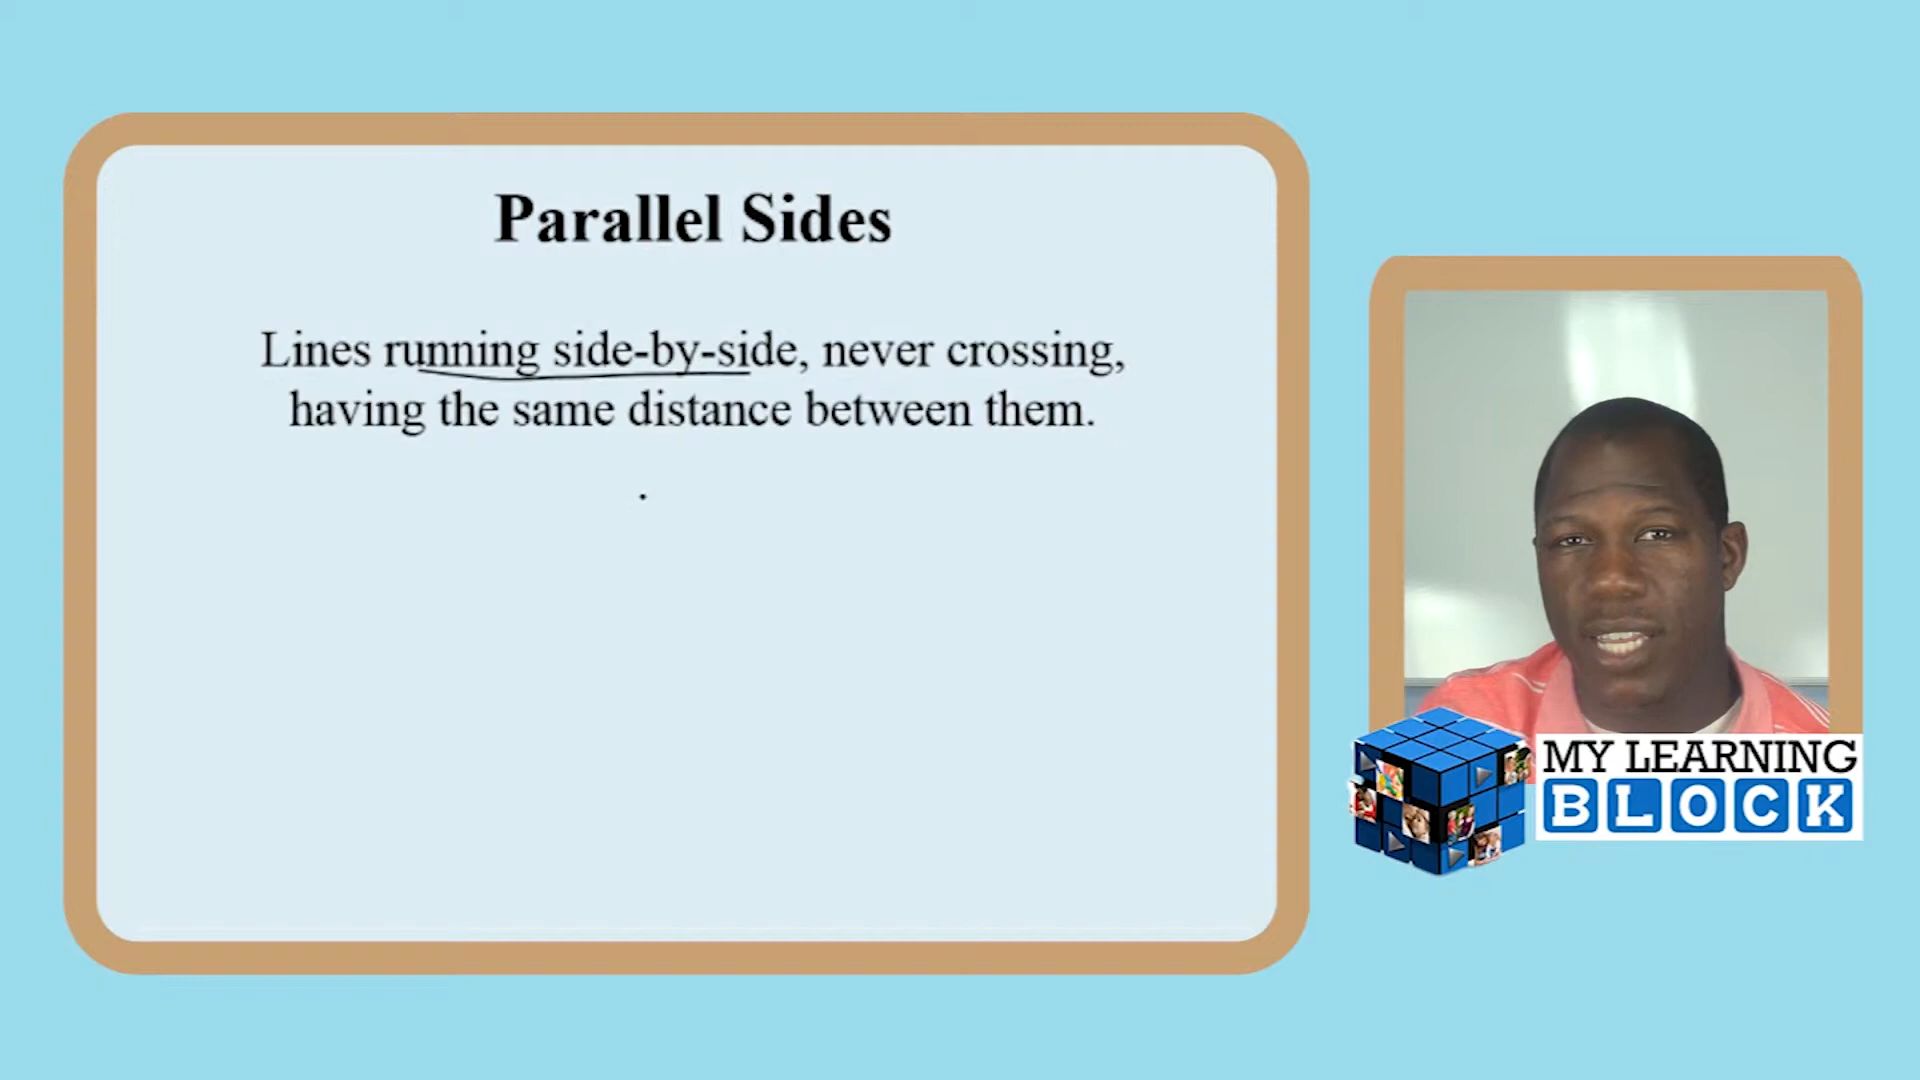 Parallel Sides
Lines running side-by-side, never crossing,
having the same distance between them.
MY LEARNING
BLOCK